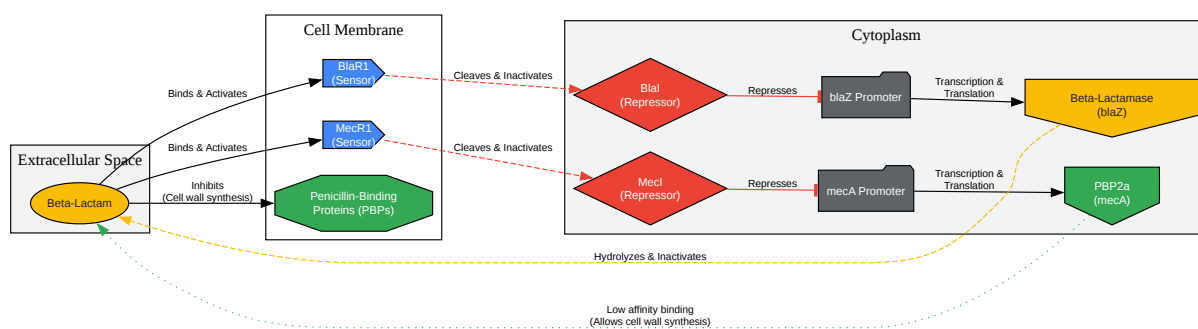 Cell Membrane
Cytoplasm
Extracellular Space
BlaR1
(Sensor)
Cleaves & Inactivates
BlaI
(Repressor)
Represses
blaZ Promoter
Transcription &
Translation
Beta-Lactamase
(blaZ)
Binds & Activates
MecR1
(Sensor)
Binds & Activates
Cleaves & Inactivates
MecI
(Repressor)
Represses
mecA Promoter
Transcription &
Translation
PBP2a
(mecA)
Beta-Lactam
Inhibits
(Cell wall synthesis)
Penicillin-Binding
Proteins (PBPs)
Hydrolyzes & Inactivates
Low affinity binding
(Allows cell wall synthesis)